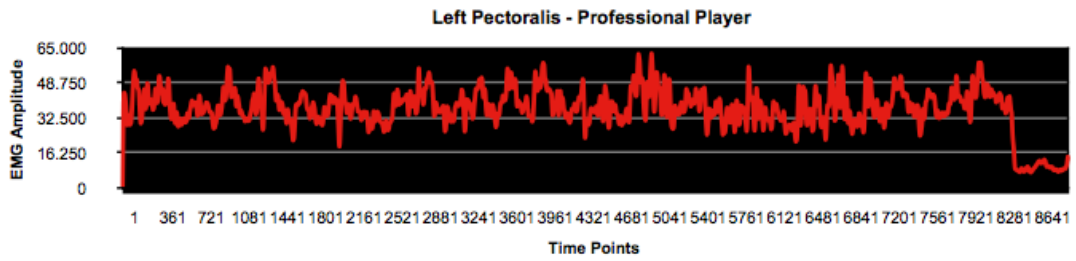 Left Pectoralis - Professional Player
EMG Amplitude
65.000
48.750
32.500
16.250
0
1 361 721 1081 1441 1801 2161 2521 2881 3241 3601 3961 4321 4681 5041 5401 5761 6121 6481 6841 7201 7561 7921 8281 8641
Time Points